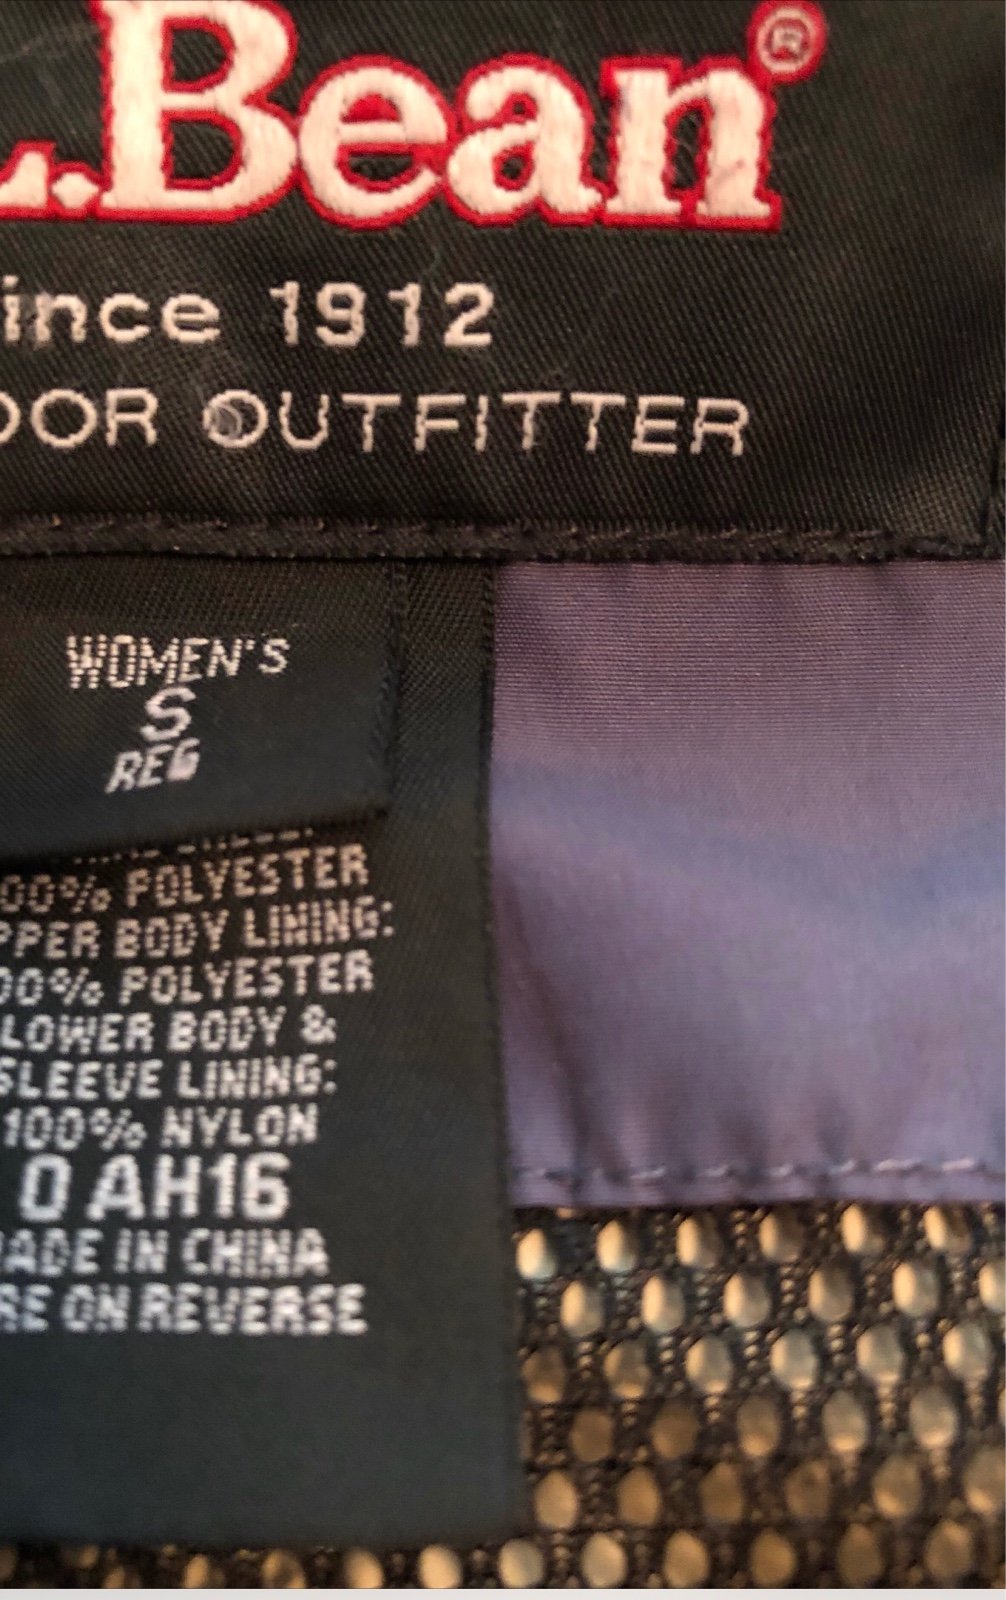 L.Bean®
ince 1912
OOR OUTFITTER
WOMEN'S
S
REG
00% POLYESTER
PPER BODY LINING:
00% POLYESTER
LOWER BODY &
SLEEVE LINING:
100% NYLON
0 AH16
MADE IN CHINA
RE ON REVERSE